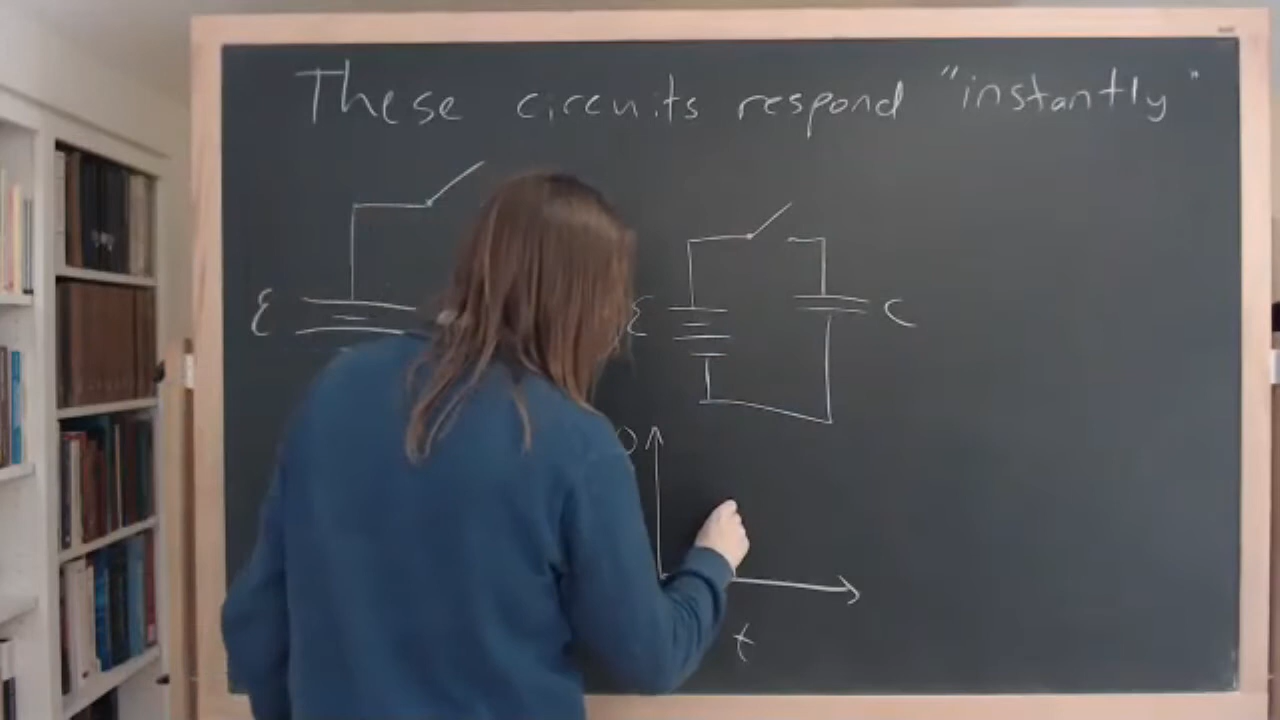 These circuits respond "instantly"
ℰ
ℰ
C
t